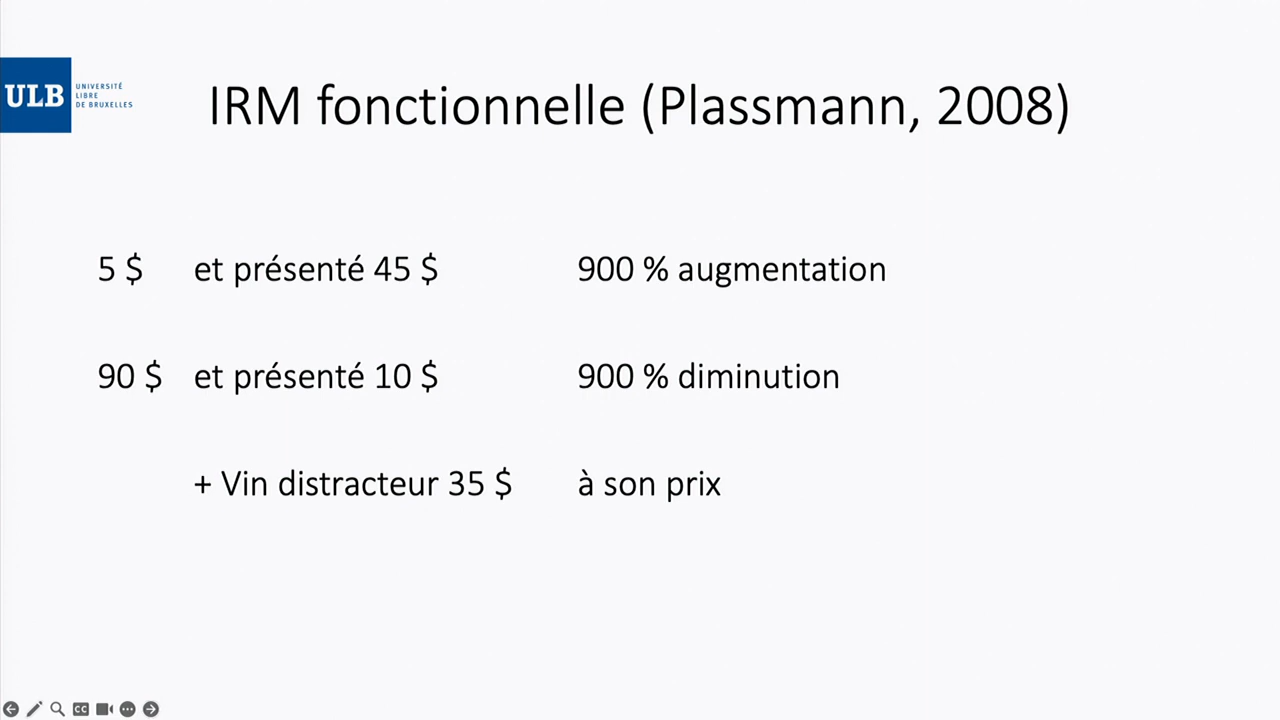 ULB
UNIVERSITÉ
LIBRE
DE BRUXELLES
IRM fonctionnelle (Plassmann, 2008)
5 $ et présenté 45 $ 900 % augmentation
90 $ et présenté 10 $ 900 % diminution
+ Vin distracteur 35 $ à son prix
CC